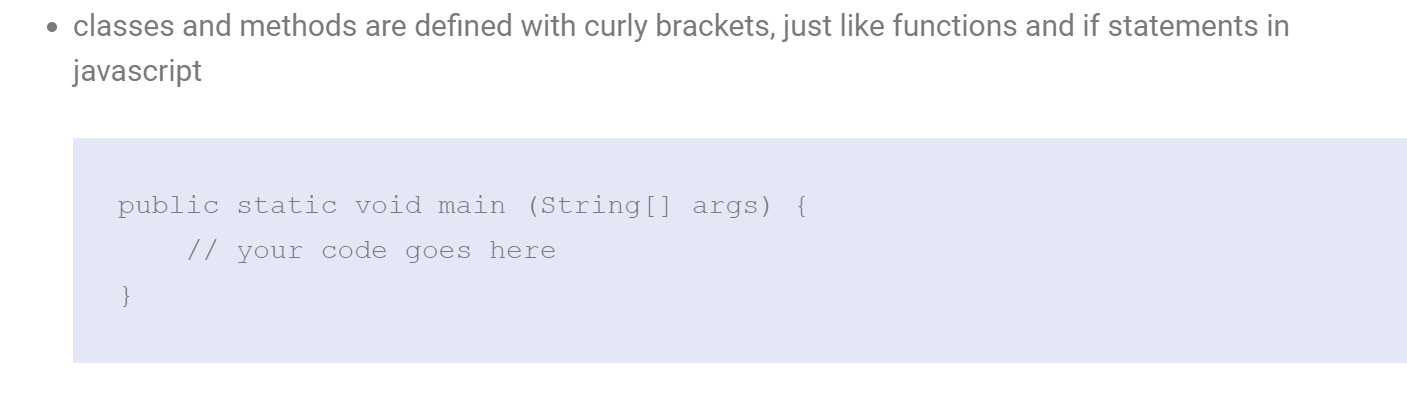 classes and methods are defined with curly brackets, just like functions and if statements in
javascript
public static void main (String[] args) {
    // your code goes here
}